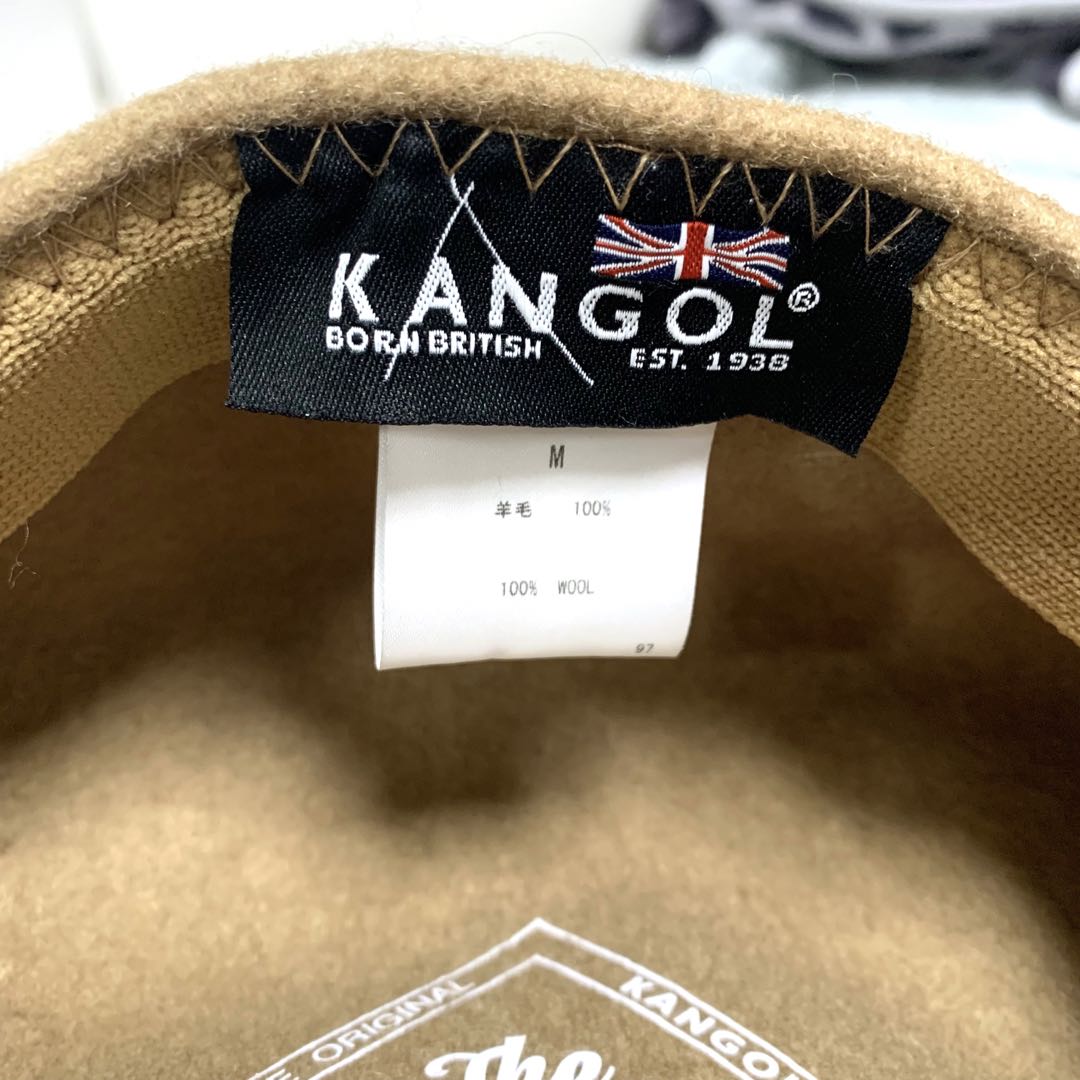 KANGOL®
BORN BRITISH EST. 1938
M
羊毛 100%
100% WOOL
97
ORIGINAL
KANGOL
The